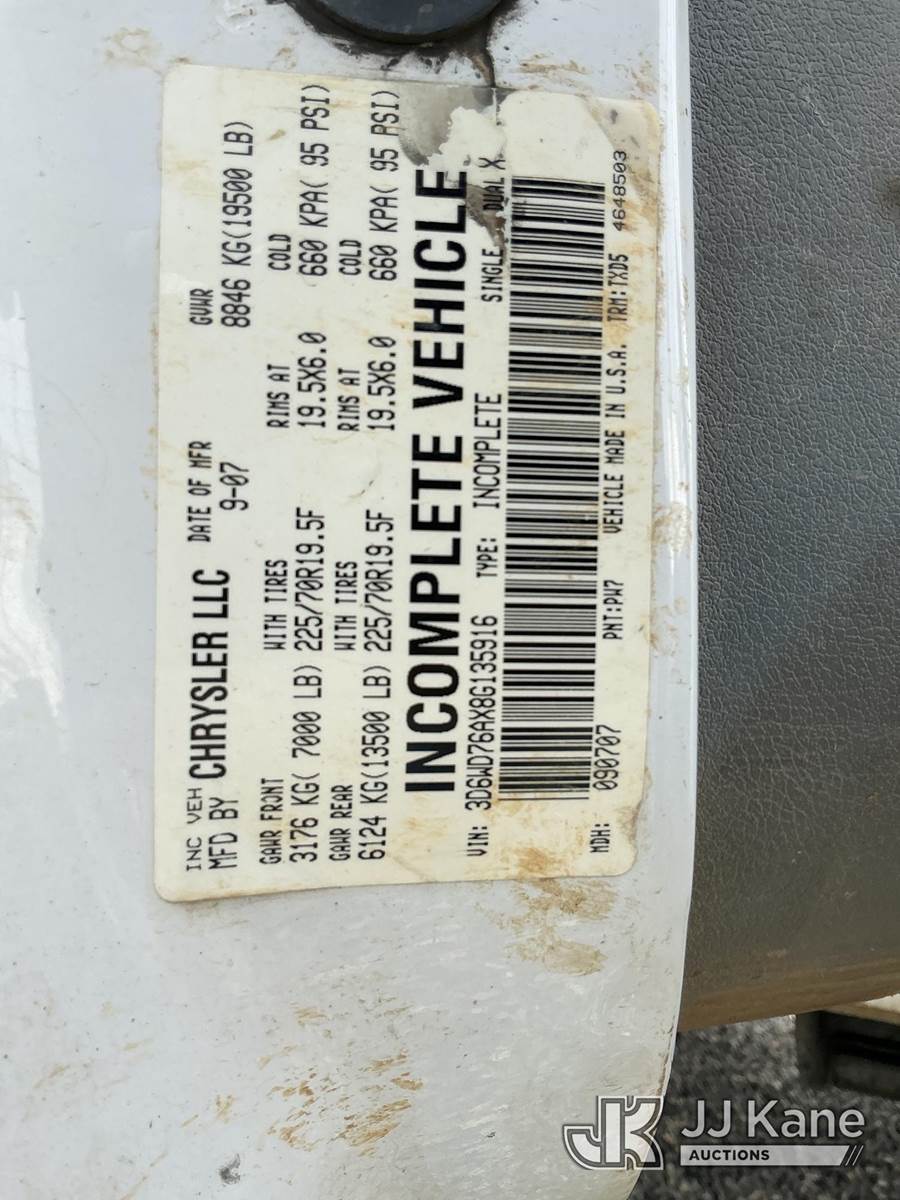 INC VEH
MFD BY CHRYSLER LLC DATE OF MFR 9-07 GVWR 8846 KG(19500 LB)
GAWR FRONT WITH TIRES RIMS AT COLD
3176 KG( 7000 LB) 225/70R19.5F 19.5X6.0 660 KPA( 95 PSI)
GAWR REAR WITH TIRES RIMS AT COLD
6124 KG(13500 LB) 225/70R19.5F 19.5X6.0 660 KPA( 95 PSI)
INCOMPLETE VEHICLE
VIN: 3D6WD76AX8G135916 TYPE: INCOMPLETE SINGLE DUAL X
MDH: 090707 PNT:PW7 VEHICLE MADE IN U.S.A. TRM:TXD5 4648503
JK JJ Kane
AUCTIONS